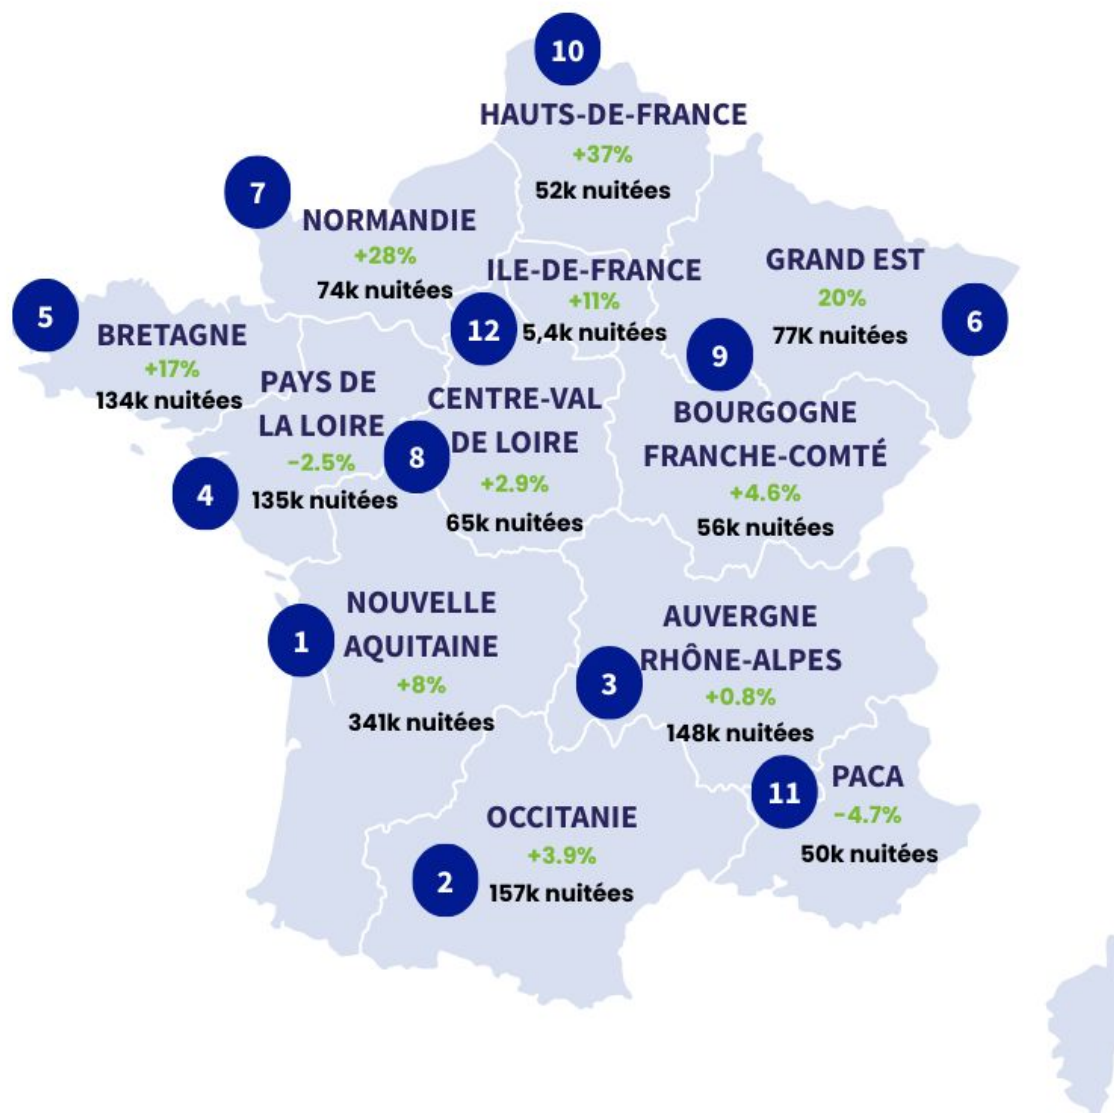 10
HAUTS-DE-FRANCE
+37%
52k nuitées
7
NORMANDIE
+28%
74k nuitées
ILE-DE-FRANCE
+11%
5,4k nuitées
12
GRAND EST
20%
77K nuitées
6
5
BRETAGNE
+17%
134k nuitées
PAYS DE
LA LOIRE
-2.5%
135k nuitées
4
8
CENTRE-VAL
DE LOIRE
+2.9%
65k nuitées
9
BOURGOGNE
FRANCHE-COMTÉ
+4.6%
56k nuitées
1
NOUVELLE
AQUITAINE
+8%
341k nuitées
3
AUVERGNE
RHÔNE-ALPES
+0.8%
148k nuitées
11
PACA
-4.7%
50k nuitées
2
OCCITANIE
+3.9%
157k nuitées